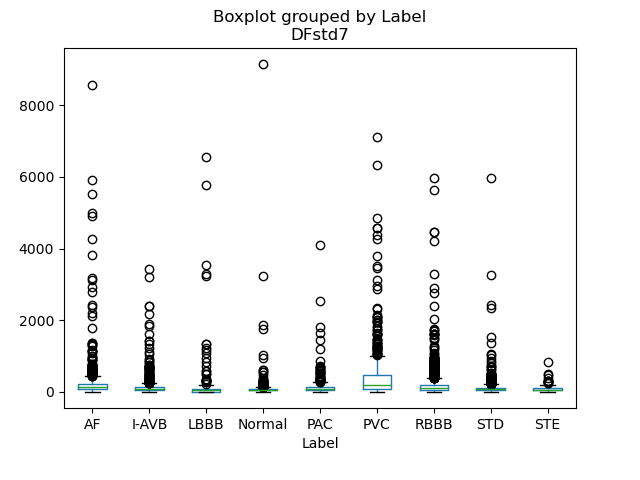 Boxplot grouped by Label
DFstd7
8000
6000
4000
2000
0
AF I-AVB LBBB Normal PAC PVC RBBB STD STE
Label